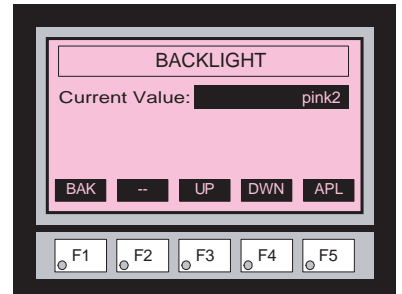 BACKLIGHT
Current Value: pink2
BAK -- UP DWN APL
F1 F2 F3 F4 F5